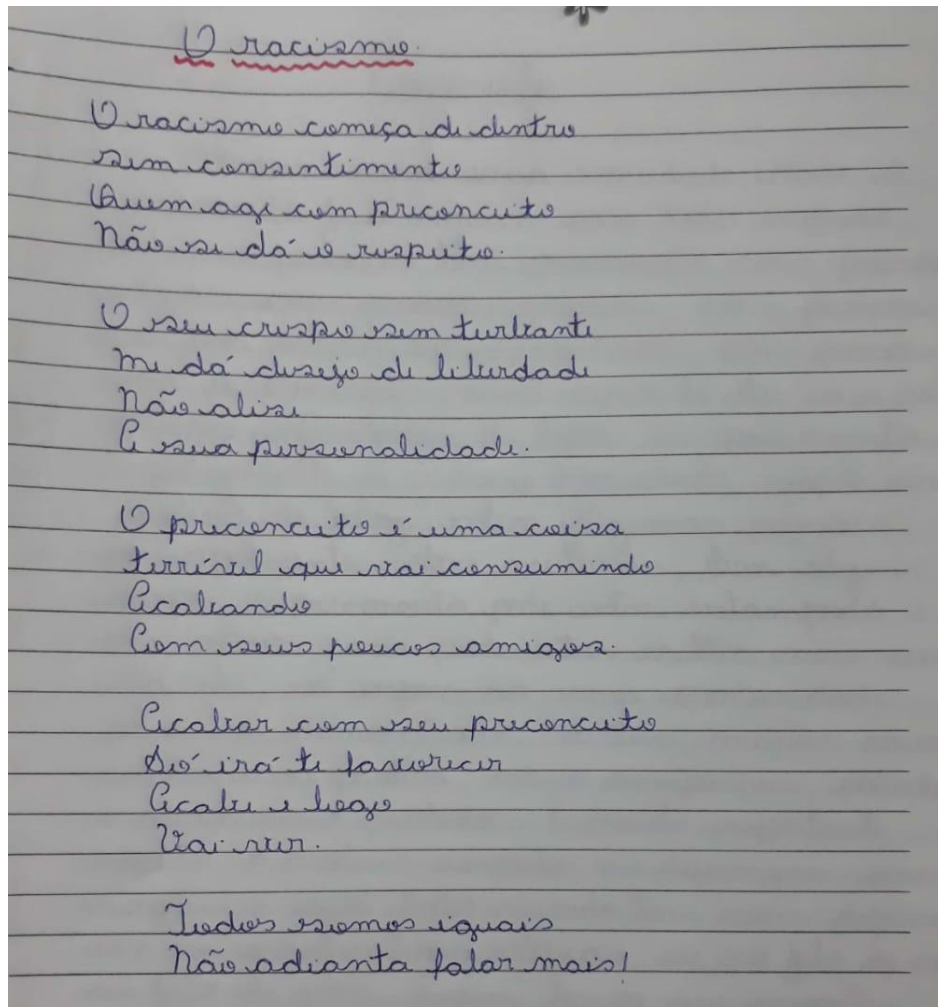 O racismo.
O racismo começa de dentro
sem consentimento
Quem age com preconceito
Não se dá o respeito.
O seu crespo sem turbante
Me dá desejo de liberdade
Não alise
A sua personalidade.
O preconceito é uma coisa
terrível que vai consumindo
Acabando
Com seus poucos amigos.
Acabar com seu preconceito
Só irá te favorecer
Acabe e logo
Vai ver.
Todos somos iguais
Não adianta falar mais!